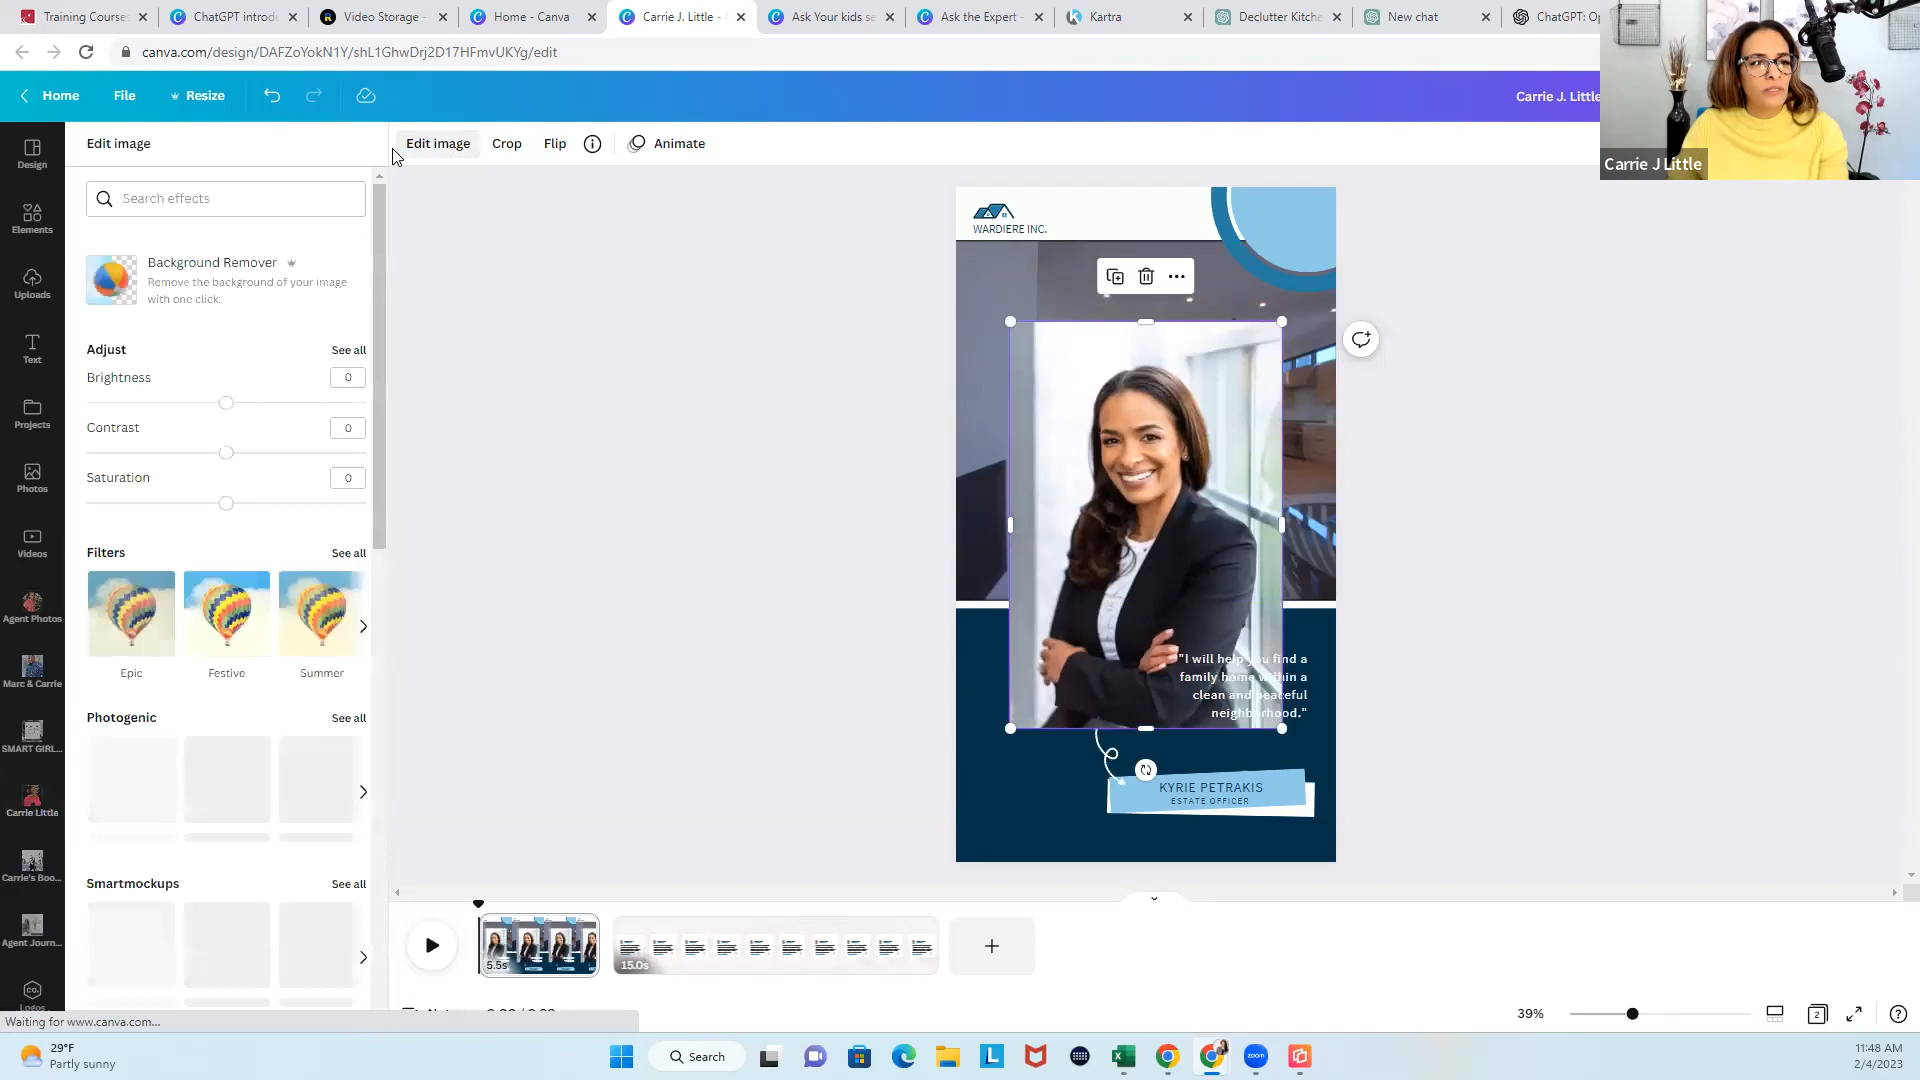 Training Courses
ChatGPT introdu
Video Storage -
Home - Canva
Carrie J. Little -
Ask Your kids se
Ask the Expert -
Kartra
Declutter Kitche
New chat
ChatGPT: Op
canva.com/design/DAFZoYokN1Y/shL1GhwDrj2D17HFmvUKYg/edit
Home
File
Resize
Carrie J. Little
Carrie J Little
Edit image
Edit image
Crop
Flip
Animate
Design
Elements
Uploads
Text
Projects
Photos
Videos
Agent Photos
Marc & Carrie
SMART GIRL...
Carrie Little
Carrie's Boo...
Agent Journ...
Logos
Search effects
Background Remover
Remove the background of your image
with one click.
Adjust
See all
Brightness
0
Contrast
0
Saturation
0
Filters
See all
Epic
Festive
Summer
Photogenic
See all
Smartmockups
See all
WARDIERE INC.
"I will help you find a
family home within a
clean and peaceful
neighborhood."
KYRIE PETRAKIS
ESTATE OFFICER
5.5s
15.0s
39%
2
Waiting for www.canva.com...
29°F
Partly sunny
Search
zoom
11:48 AM
2/4/2023